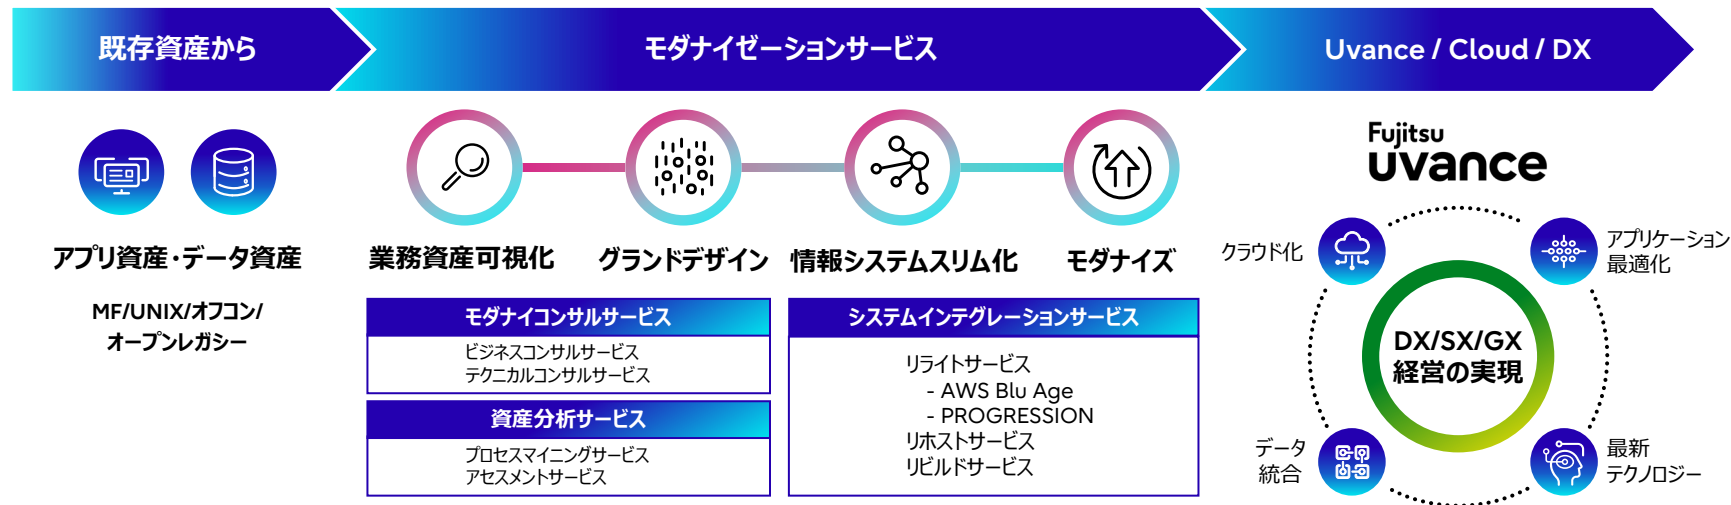 既存資産から
モダナイゼーションサービス
Uvance / Cloud / DX
アプリ資産・データ資産
MF/UNIX/オフコン/
オープンレガシー
業務資産可視化
グランドデザイン
情報システムスリム化
モダナイズ
モダナイコンサルサービス
ビジネスコンサルサービス
テクニカルコンサルサービス
資産分析サービス
プロセスマイニングサービス
アセスメントサービス
システムインテグレーションサービス
リライトサービス
- AWS Blu Age
- PROGRESSION
リホストサービス
リビルドサービス
Fujitsu
uvance
クラウド化
アプリケーション
最適化
DX/SX/GX
経営の実現
データ
統合
最新
テクノロジー